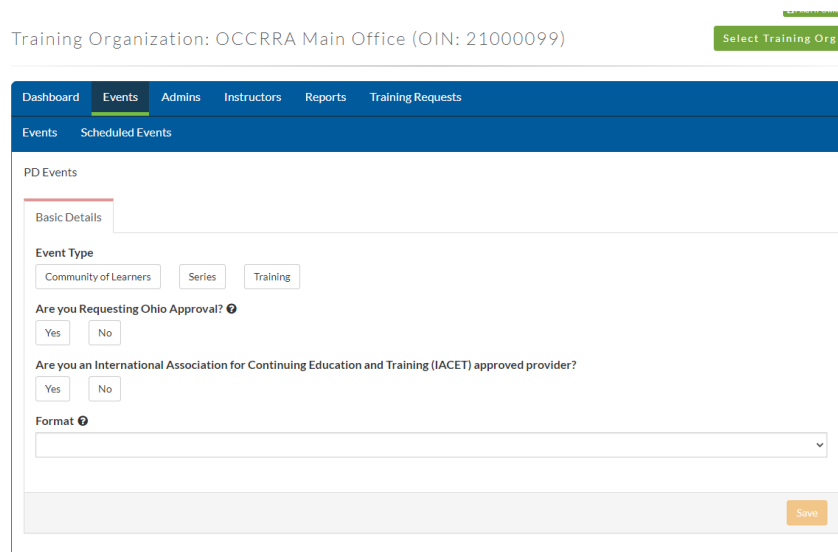 Training Organization: OCCRRA Main Office (OIN: 21000099)
Select Training Org
Dashboard Events Admins Instructors Reports Training Requests
Events Scheduled Events
PD Events
Basic Details
Event Type
Community of Learners Series Training
Are you Requesting Ohio Approval?
Yes No
Are you an International Association for Continuing Education and Training (IACET) approved provider?
Yes No
Format
Save